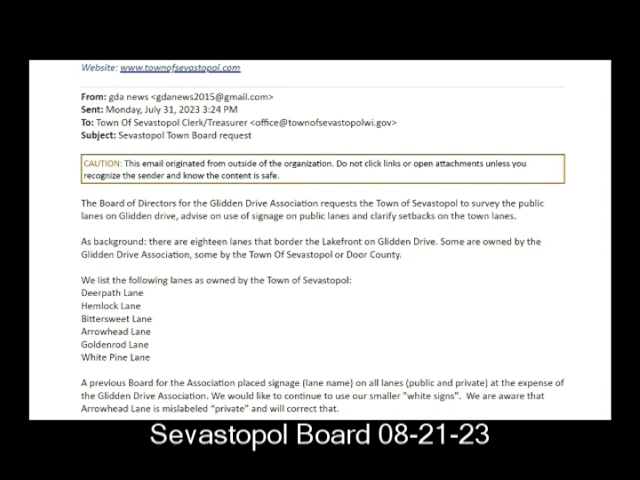 Website: www.townofsevastopol.com
From: gda news <gdanews2015@gmail.com>
Sent: Monday, July 31, 2023 3:24 PM
To: Town Of Sevastopol Clerk/Treasurer <office@townofsevastopolwi.gov>
Subject: Sevastopol Town Board request
CAUTION: This email originated from outside of the organization. Do not click links or open attachments unless you
recognize the sender and know the content is safe.
The Board of Directors for the Glidden Drive Association requests the Town of Sevastopol to survey the public
lanes on Glidden drive, advise on use of signage on public lanes and clarify setbacks on the town lanes.
As background: there are eighteen lanes that border the Lakefront on Glidden Drive. Some are owned by the
Glidden Drive Association, some by the Town Of Sevastopol or Door County.
We list the following lanes as owned by the Town of Sevastopol:
Deerpath Lane
Hemlock Lane
Bittersweet Lane
Arrowhead Lane
Goldenrod Lane
White Pine Lane
A previous Board for the Association placed signage (lane name) on all lanes (public and private) at the expense of
the Glidden Drive Association. We would like to continue to use our smaller "white signs".  We are aware that
Arrowhead Lane is mislabeled "private" and will correct that.
Sevastopol Board 08-21-23